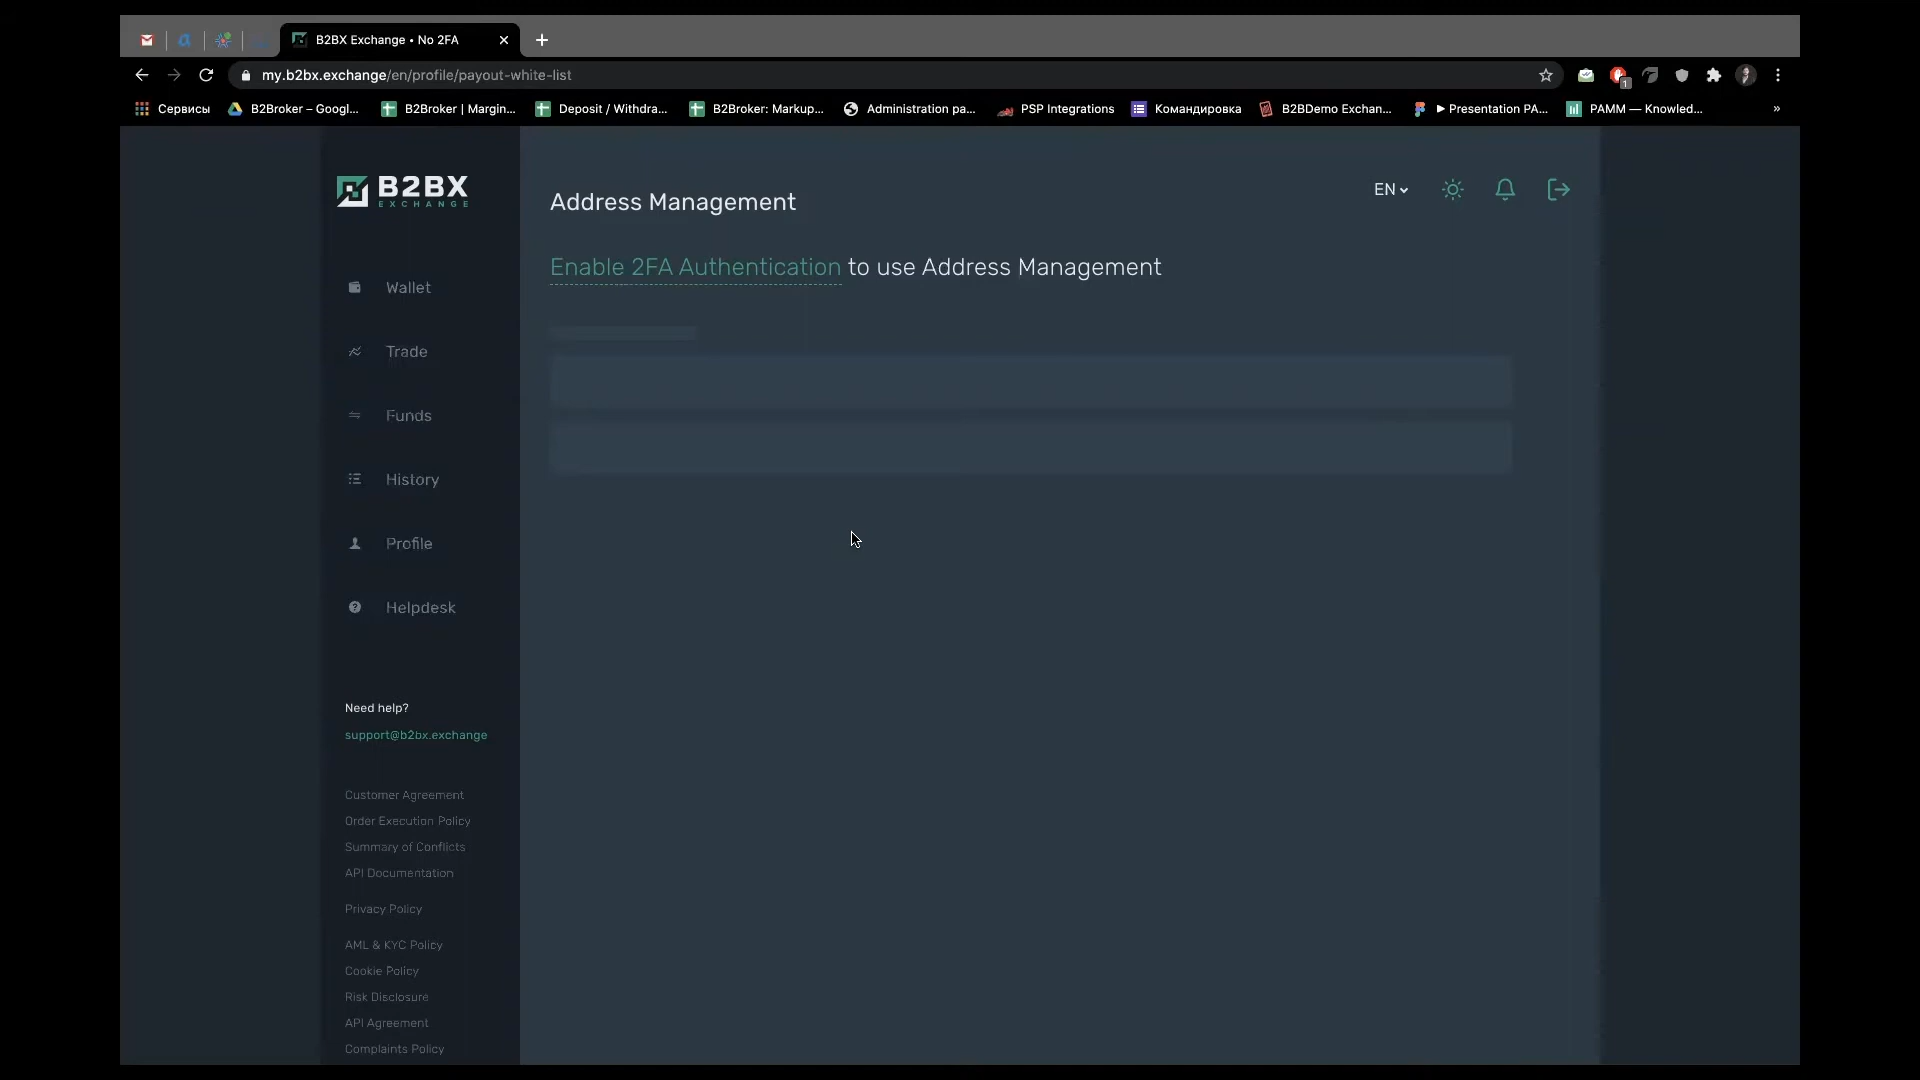 B2BX Exchange • No 2FA
my.b2bx.exchange/en/profile/payout-white-list
1
Сервисы
B2Broker – Googl...
B2Broker | Margin...
Deposit / Withdra...
B2Broker: Markup...
Administration pa...
PSP Integrations
Командировка
B2BDemo Exchan...
►Presentation PA...
PAMM — Knowled...
»
B2BX
EXCHANGE
Address Management
EN
Enable 2FA Authentication to use Address Management
Wallet
Trade
Funds
History
Profile
Helpdesk
Need help?
support@b2bx.exchange
Customer Agreement
Order Execution Policy
Summary of Conflicts
API Documentation
Privacy Policy
AML & KYC Policy
Cookie Policy
Risk Disclosure
API Agreement
Complaints Policy